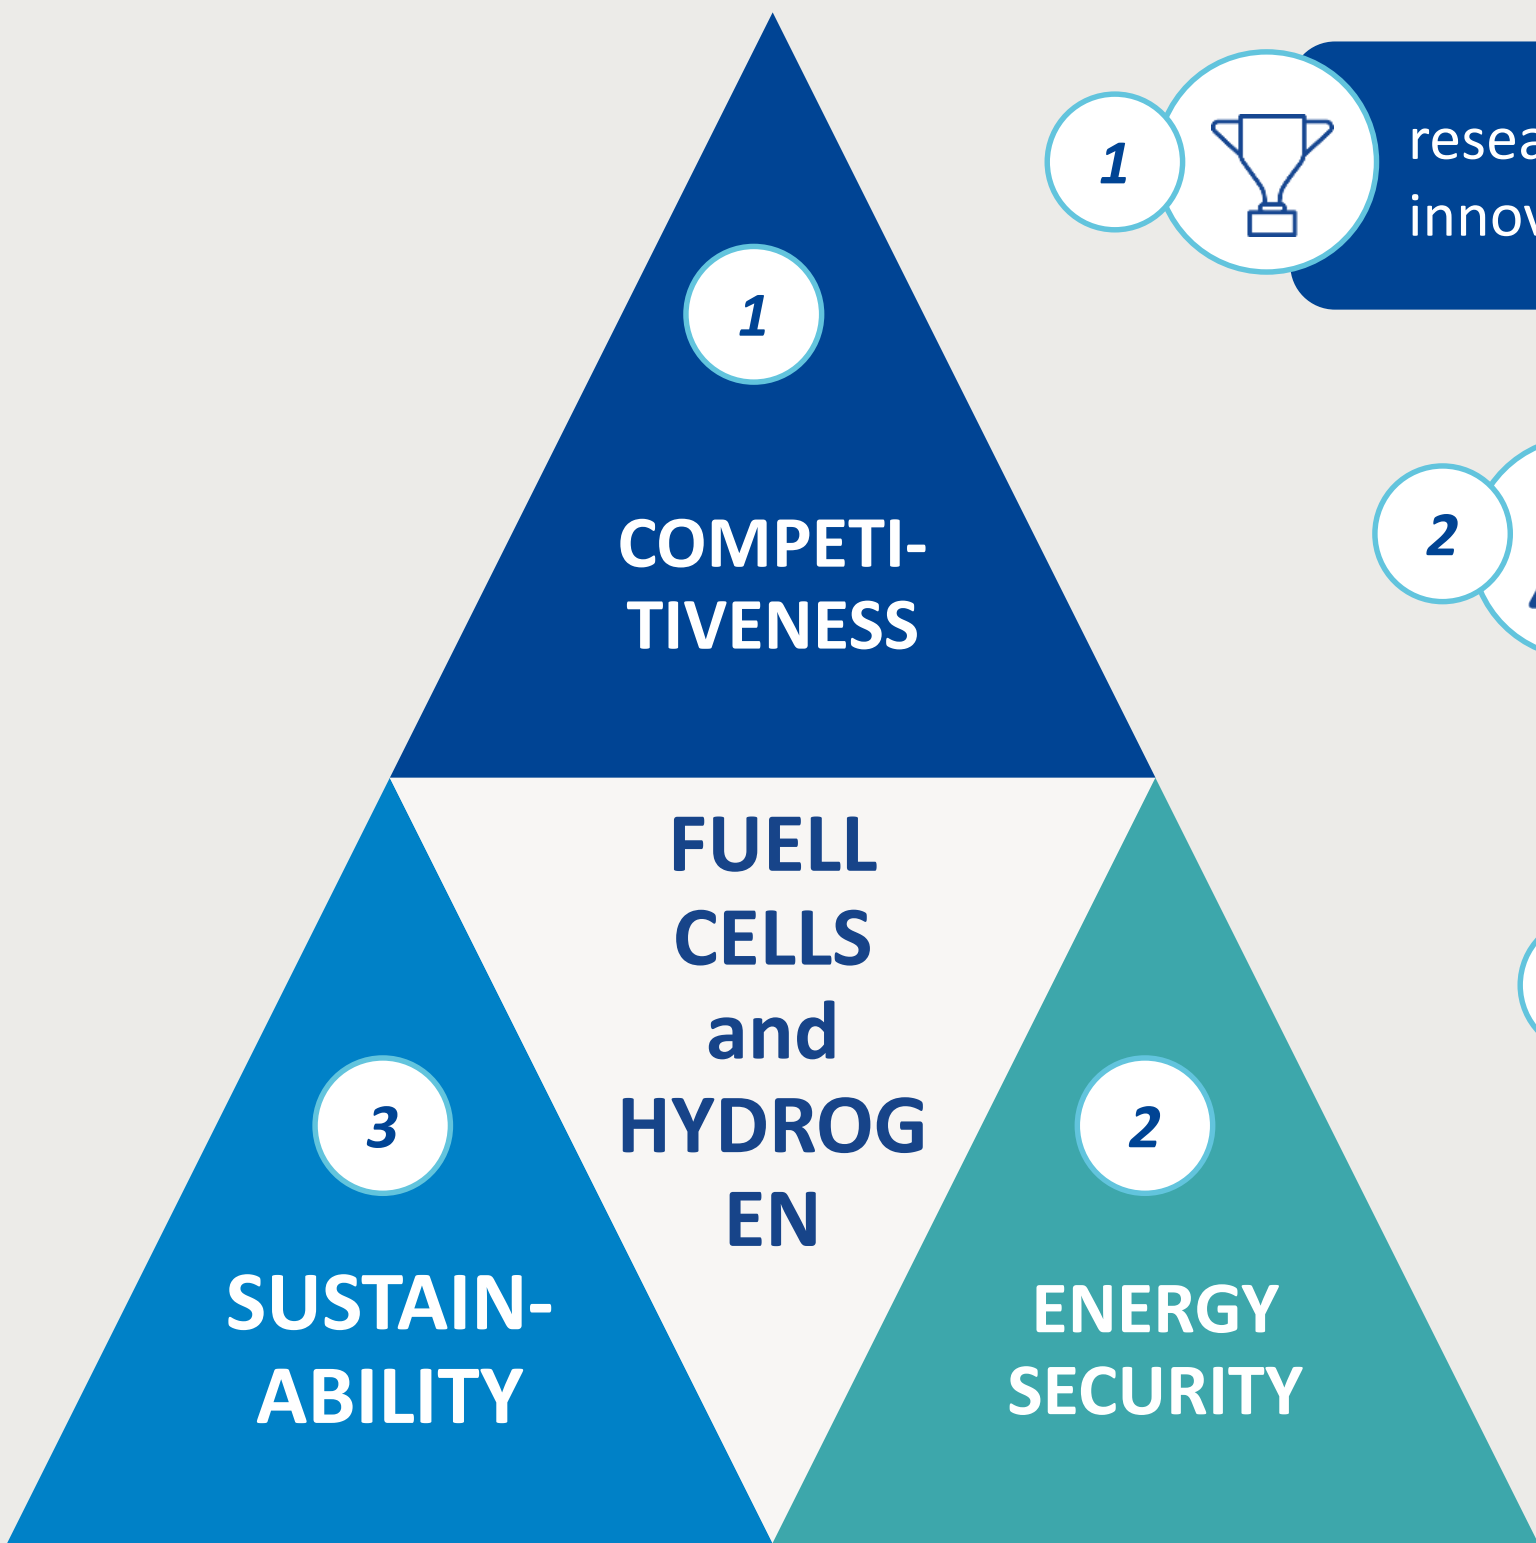 1
COMPETI-
TIVENESS
FUELL
CELLS
and
HYDROG
EN
3
SUSTAIN-
ABILITY
2
ENERGY
SECURITY
1
2